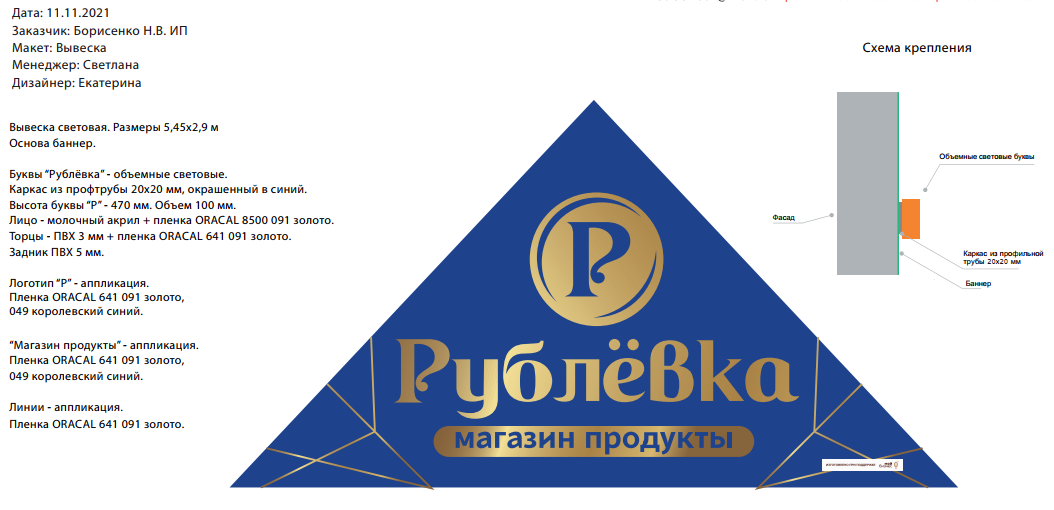 Дата: 11.11.2021
Заказчик: Борисенко Н.В. ИП
Макет: Вывеска
Менеджер: Светлана
Дизайнер: Екатерина
Вывеска световая. Размеры 5,45х2,9 м
Основа баннер.
Буквы “Рублёвка” - объемные световые.
Каркас из профтрубы 20х20 мм, окрашенный в синий.
Высота буквы “Р” - 470 мм. Объем 100 мм.
Лицо - молочный акрил + пленка ORACAL 8500 091 золото.
Торцы - ПВХ 3 мм + пленка ORACAL 641 091 золото.
Задник ПВХ 5 мм.
Логотип “Р” - аппликация.
Пленка ORACAL 641 091 золото,
049 королевский синий.
“Магазин продукты” - аппликация.
Пленка ORACAL 641 091 золото,
049 королевский синий.
Линии - аппликация.
Пленка ORACAL 641 091 золото.
Р
Рублёвка
магазин продукты
Схема крепления
Объемные световые буквы
Фасад
Каркас из профильной
трубы 20х20 мм
Баннер